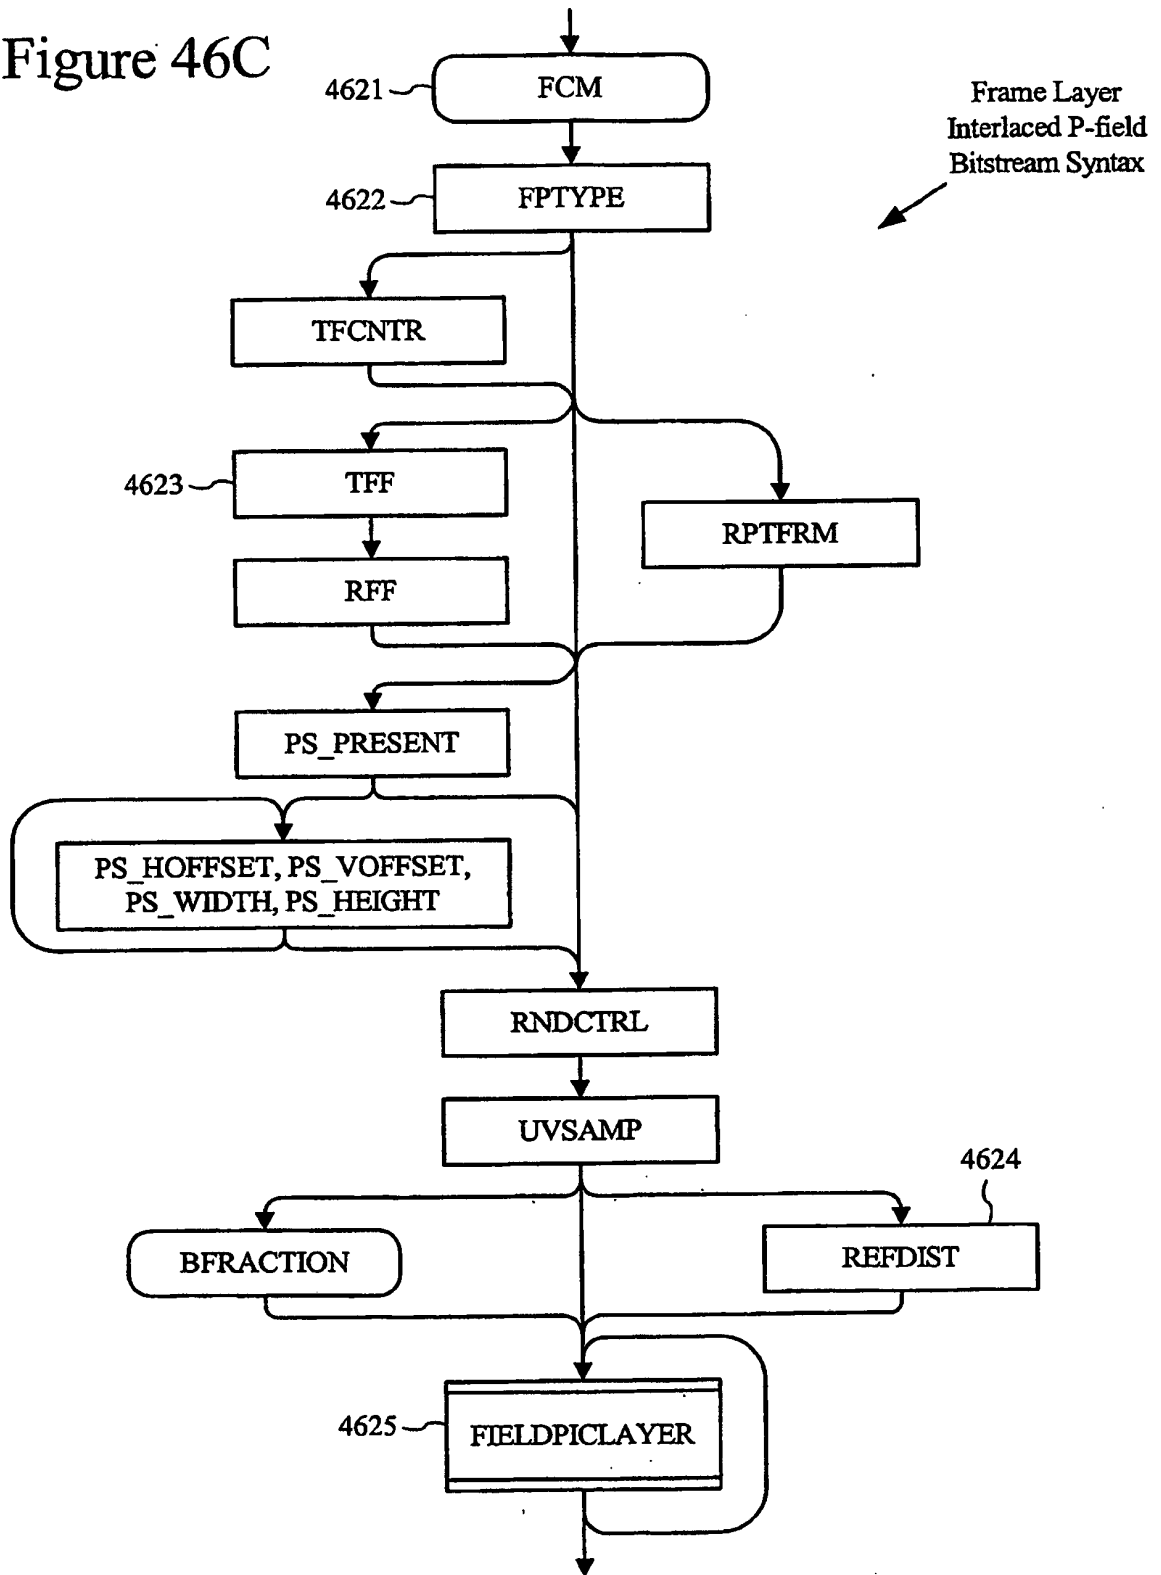 Figure 46C
4621
FCM
Frame Layer
Interlaced P-field
Bitstream Syntax
4622
FPTYPE
TFCNTR
4623
TFF
RPTFRM
RFF
PS_PRESENT
PS_HOFFSET, PS_VOFFSET,
PS_WIDTH, PS_HEIGHT
RNDCTRL
UVSAMP
4624
BFRACTION
REFDIST
4625
FIELDPICLAYER